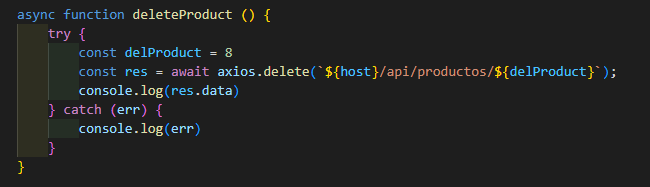 async function deleteProduct () {
    try {
        const delProduct = 8
        const res = await axios.delete(`${host}/api/productos/${delProduct}`);
        console.log(res.data)
    } catch (err) {
        console.log(err)
    }
}